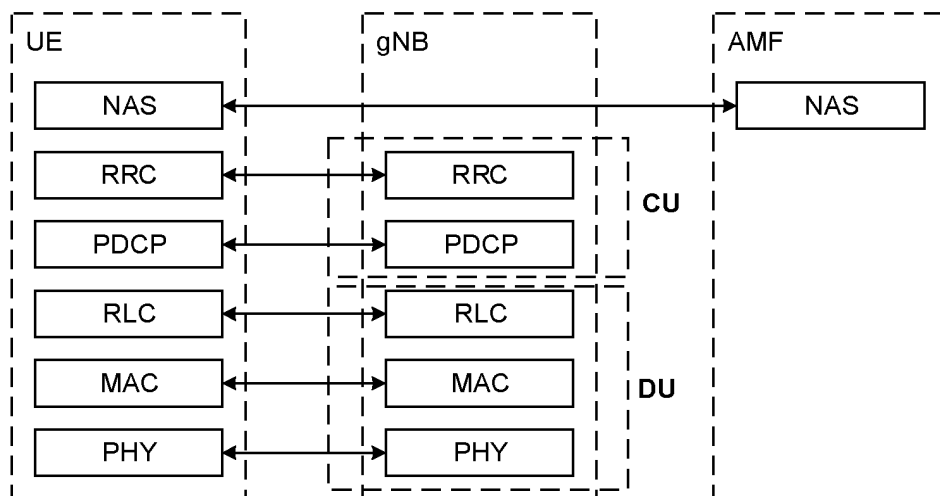 UE
gNB
AMF
NAS
NAS
RRC
RRC
CU
PDCP
PDCP
RLC
RLC
MAC
MAC
DU
PHY
PHY